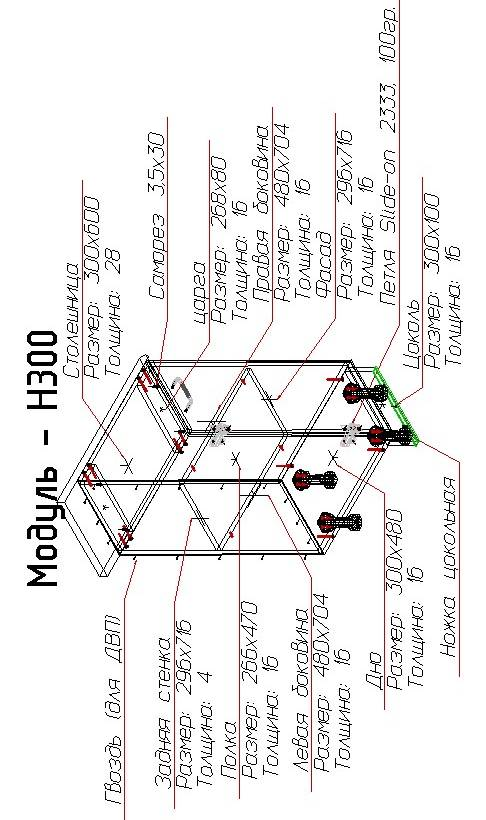 Модуль - Н300
Столешница
Размер: 300х600
Толщина: 28
Саморез 3,5х30
царга
Размер: 268х80
Толщина: 16
Правая боковина
Размер: 480х704
Толщина: 16
Фасад
Размер: 296х716
Толщина: 16
Петля Slide-on 2333, 100гр.
Цоколь
Размер: 300х100
Толщина: 16
Гвоздь (для ДВП)
Задняя стенка
Размер: 296х716
Толщина: 4
Полка
Размер: 266х470
Толщина: 16
Левая боковина
Размер: 480х704
Толщина: 16
Дно
Размер: 300х480
Толщина: 16
Ножка цокольная